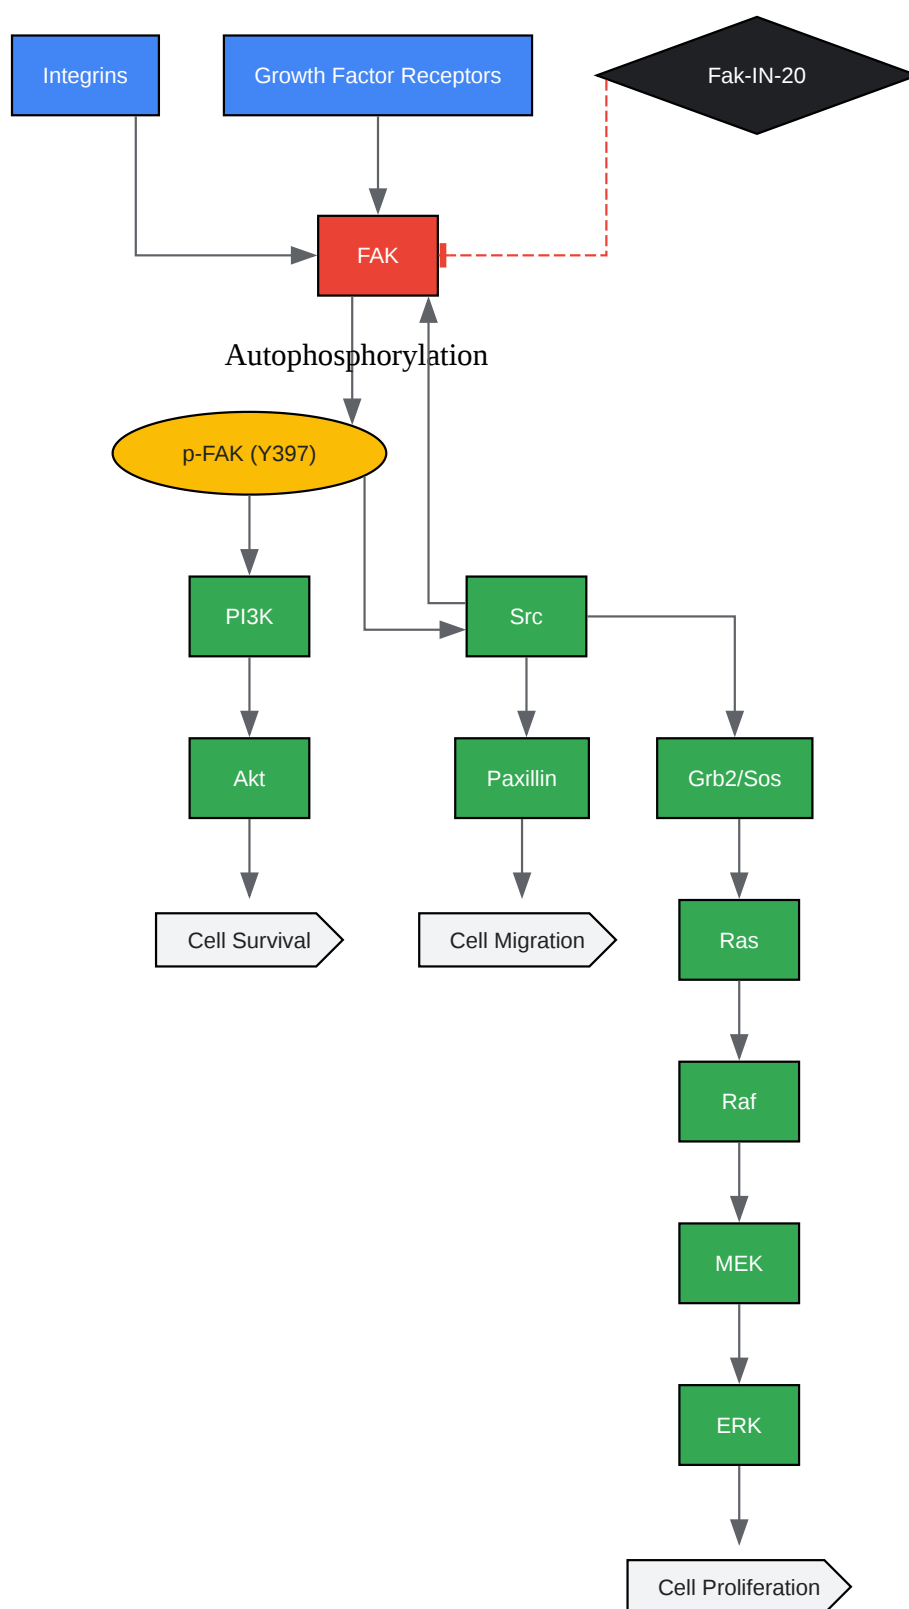 Integrins
Growth Factor Receptors
Fak-IN-20
FAK
Autophosphorylation
p-FAK (Y397)
PI3K
Src
Akt
Paxillin
Grb2/Sos
Cell Survival
Cell Migration
Ras
Raf
MEK
ERK
Cell Proliferation